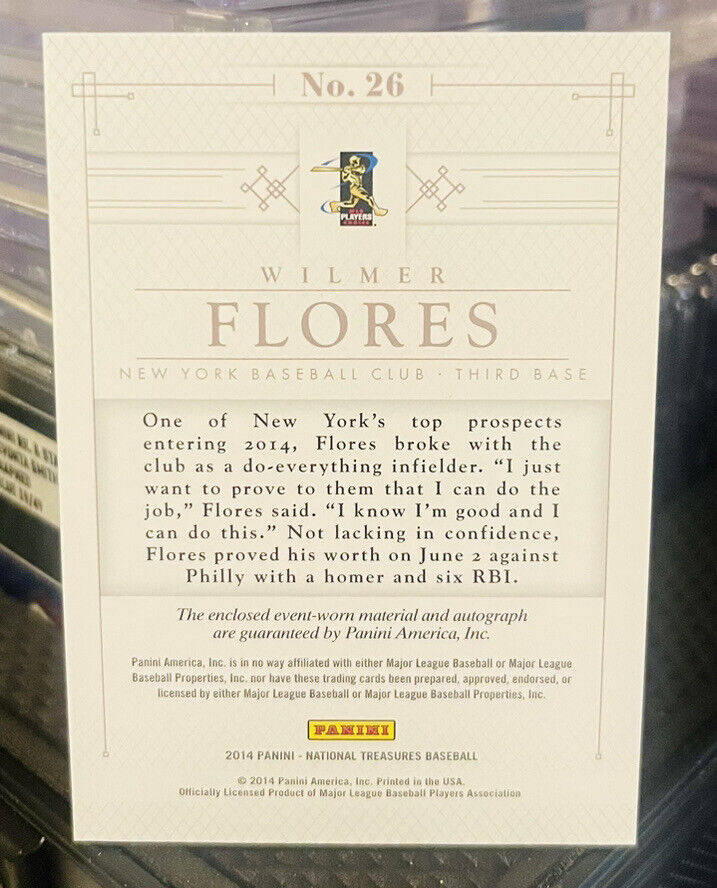 No. 26
MLB
PLAYERS
CHOICE
WILMER
FLORES
NEW YORK BASEBALL CLUB · THIRD BASE
One of New York's top prospects
entering 2014, Flores broke with the
club as a do-everything infielder. “I just
want to prove to them that I can do the
job,” Flores said. “I know I'm good and I
can do this.” Not lacking in confidence,
Flores proved his worth on June 2 against
Philly with a homer and six RBI.
The enclosed event-worn material and autograph
are guaranteed by Panini America, Inc.
Panini America, Inc. is in no way affiliated with either Major League Baseball or Major League
Baseball Properties, Inc. nor have these trading cards been prepared, approved, endorsed, or
licensed by either Major League Baseball or Major League Baseball Properties, Inc.
PANINI
2014 PANINI - NATIONAL TREASURES BASEBALL
© 2014 Panini America, Inc. Printed in the USA.
Officially Licensed Product of Major League Baseball Players Association